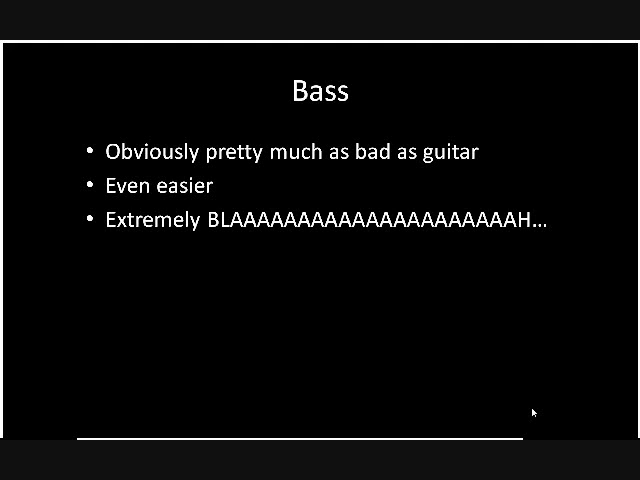 Bass
• Obviously pretty much as bad as guitar
• Even easier
• Extremely BLAAAAAAAAAAAAAAAAAAAAAH...